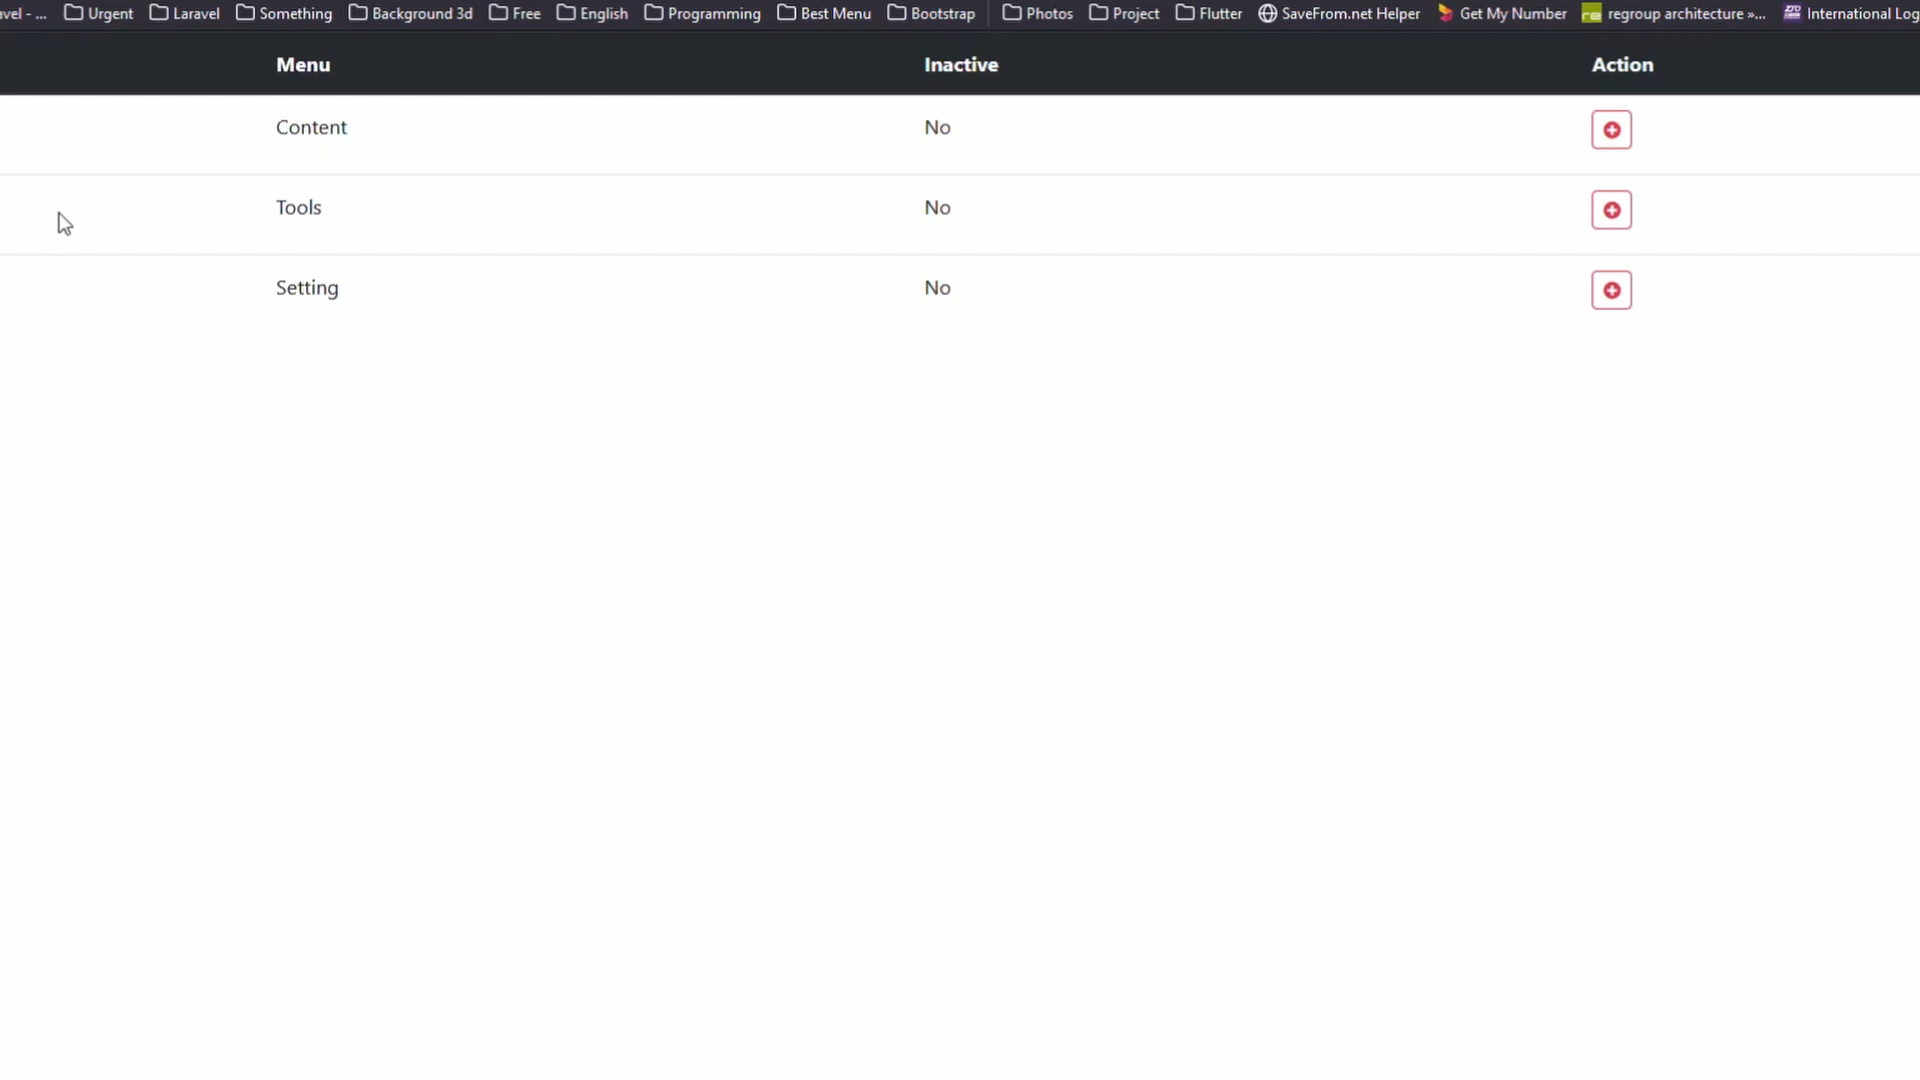 avel - ... Urgent Laravel Something Background 3d Free English Programming Best Menu Bootstrap Photos Project Flutter SaveFrom.net Helper Get My Number regroup architecture »... International Log
Menu Inactive Action
Content No
Tools No
Setting No